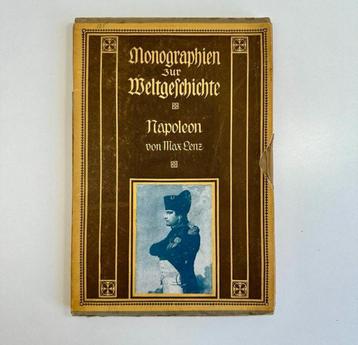 Monographien
zur
Weltgeschichte
Napoleon
von Max Lenz